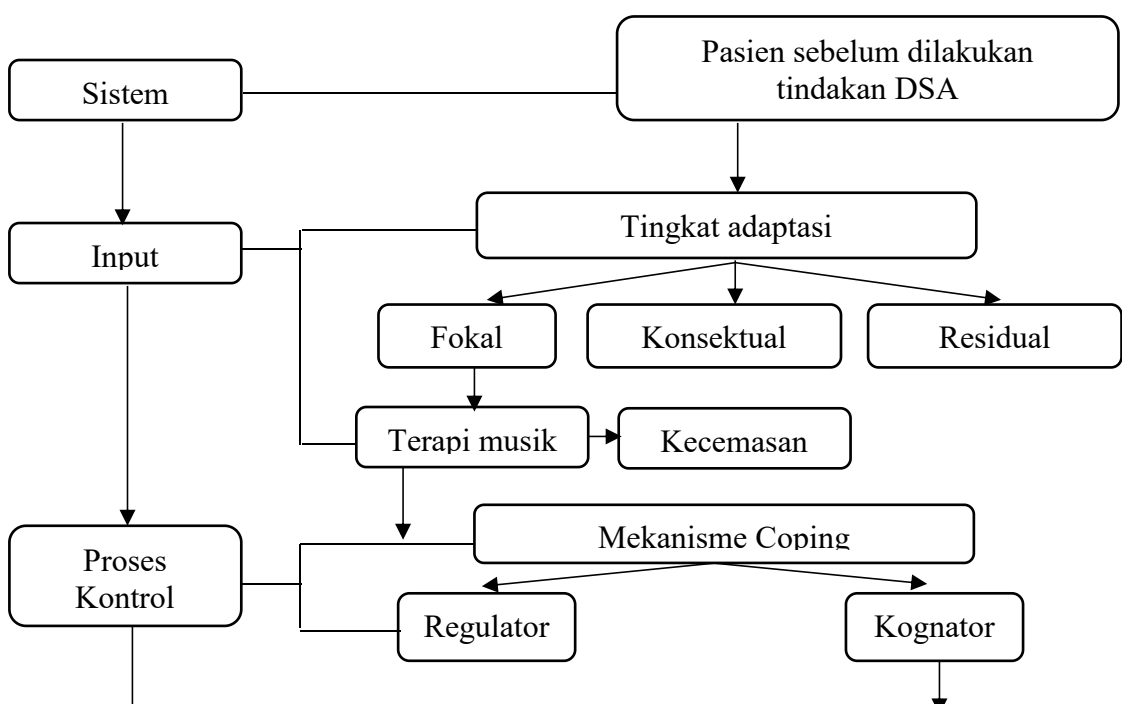 Pasien sebelum dilakukan
tindakan DSA
Sistem
Tingkat adaptasi
Input
Fokal
Konsektual
Residual
Terapi musik
Kecemasan
Mekanisme Coping
Proses
Kontrol
Regulator
Kognator